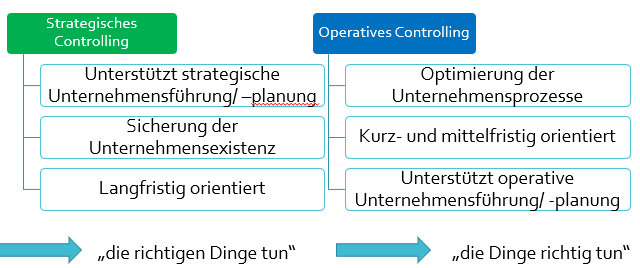 Strategisches
Controlling
Unterstützt strategische
Unternehmensführung/ –planung
Sicherung der
Unternehmensexistenz
Langfristig orientiert
„die richtigen Dinge tun“
Operatives Controlling
Optimierung der
Unternehmensprozesse
Kurz- und mittelfristig orientiert
Unterstützt operative
Unternehmensführung/ -planung
„die Dinge richtig tun“